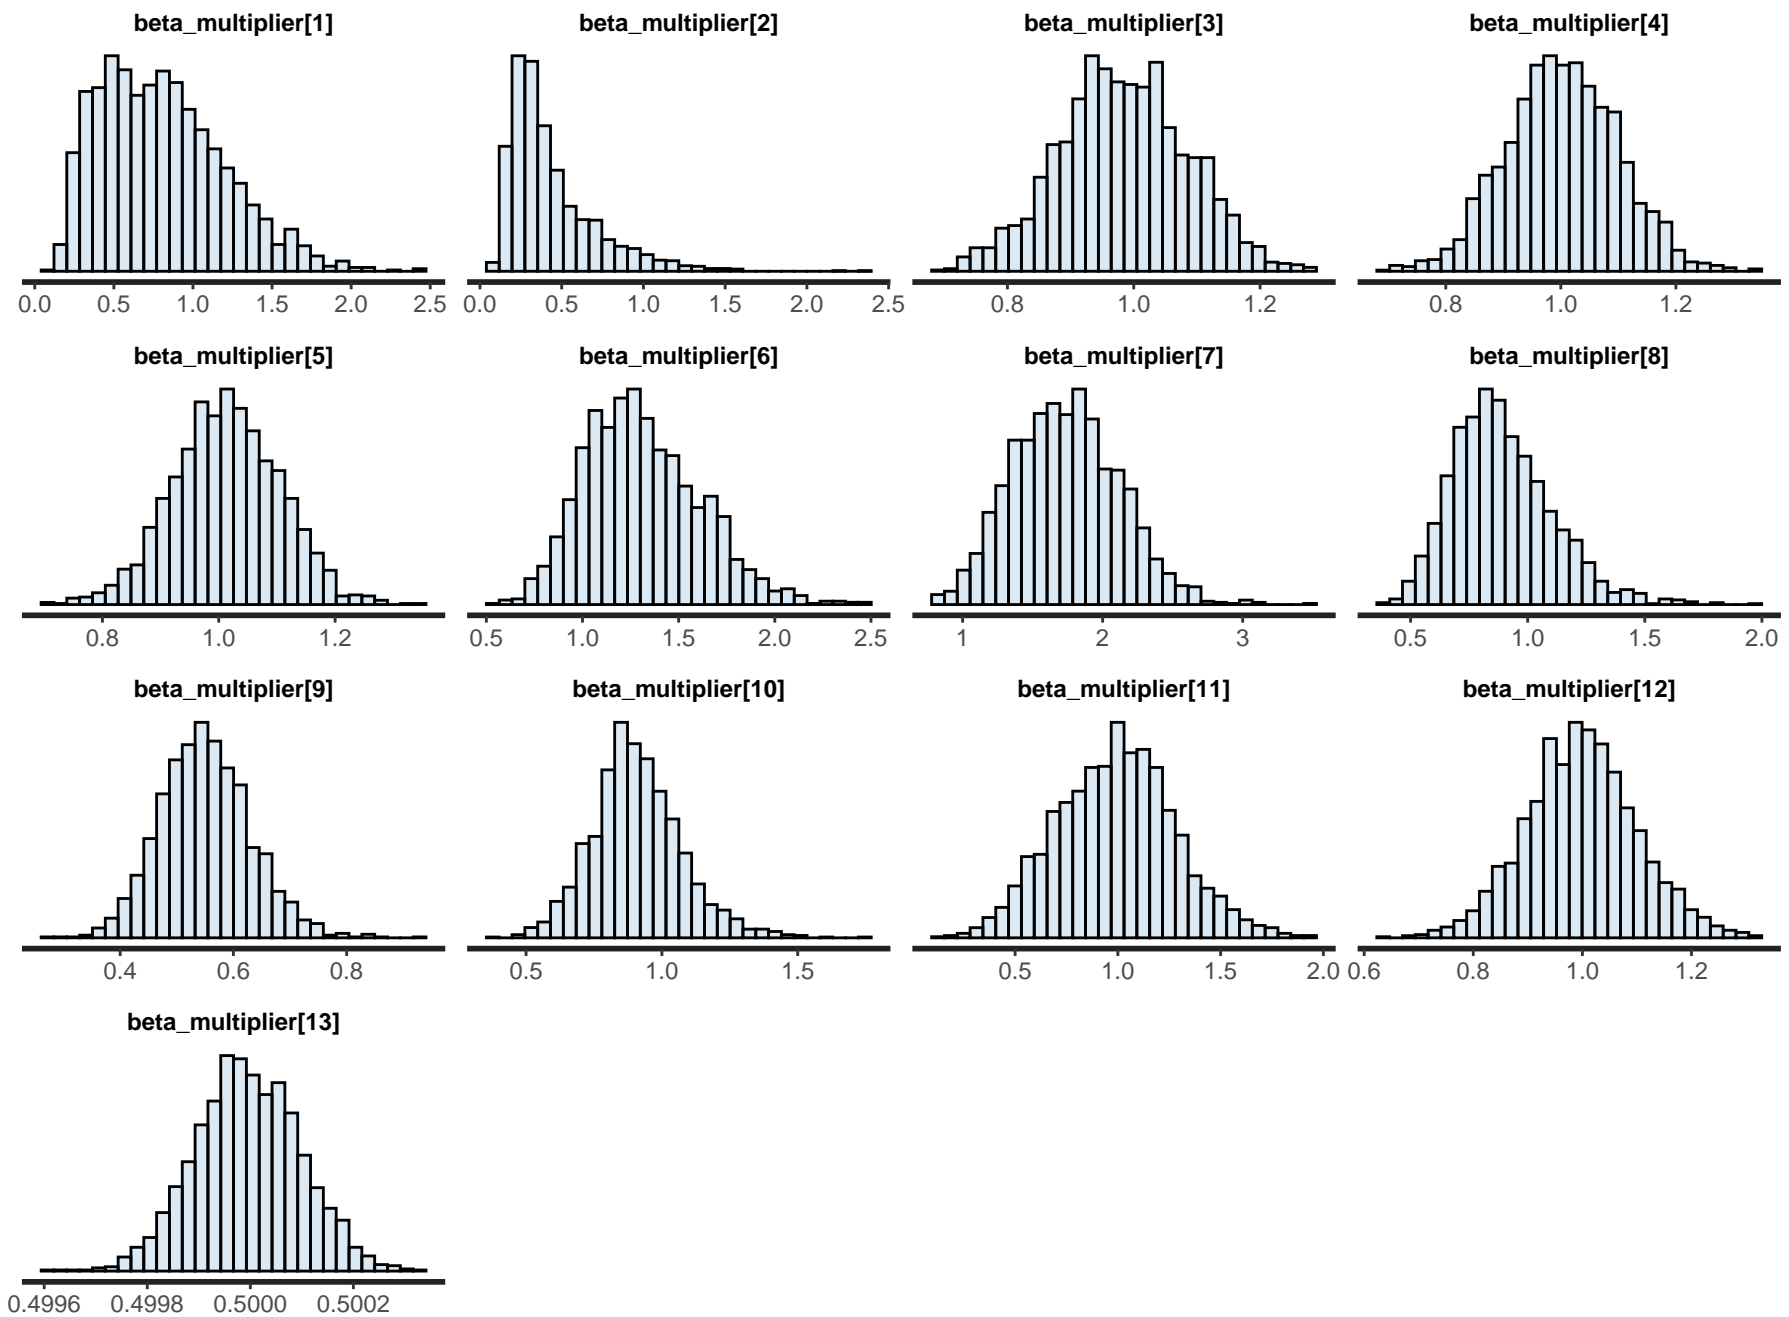 beta_multiplier[1] beta_multiplier[2] beta_multiplier[3] beta_multiplier[4]
0.0 0.5 1.0 1.5 2.0 2.5 0.0 0.5 1.0 1.5 2.0 2.5 0.8 1.0 1.2 0.8 1.0 1.2
beta_multiplier[5] beta_multiplier[6] beta_multiplier[7] beta_multiplier[8]
0.8 1.0 1.2 0.5 1.0 1.5 2.0 2.5 1 2 3 0.5 1.0 1.5 2.0
beta_multiplier[9] beta_multiplier[10] beta_multiplier[11] beta_multiplier[12]
0.4 0.6 0.8 0.5 1.0 1.5 0.5 1.0 1.5 2.0 0.6 0.8 1.0 1.2
beta_multiplier[13]
0.4996 0.4998 0.5000 0.5002